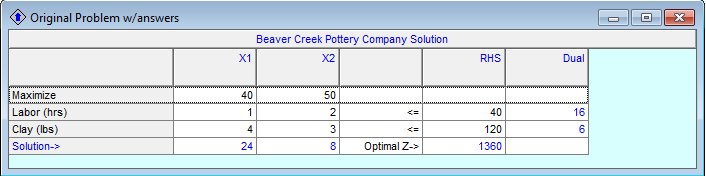 Original Problem w/answers
Beaver Creek Pottery Company Solution
X1 X2 RHS Dual
Maximize 40 50
Labor (hrs) 1 2 <= 40 16
Clay (lbs) 4 3 <= 120 6
Solution-> 24 8 Optimal Z-> 1360